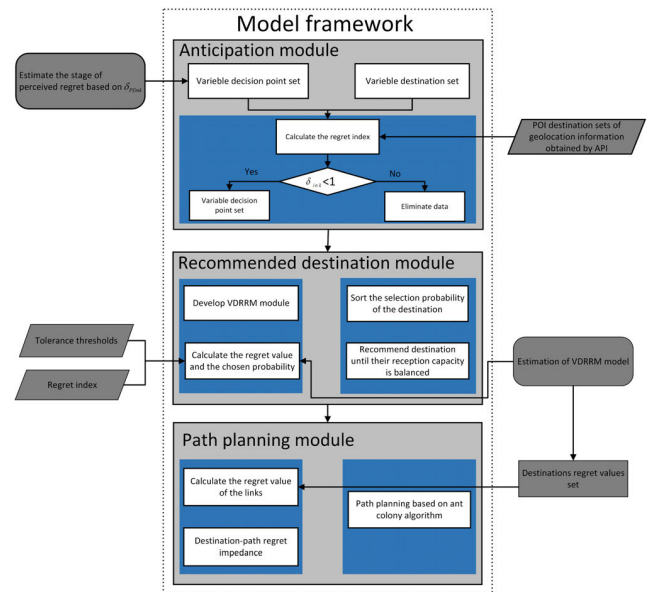 Model framework
Anticipation module
Estimate the stage of
perceived regret based on δ
Variable decision point set
Variable destination set
Calculate the regret index
POI destination sets of
geolocation information
obtained by API
Yes
δ ink <1
No
Variable decision
point set
Eliminate data
Recommended destination module
Develop VDRRM module
Sort the selection probability
of the destination
Tolerance thresholds
Calculate the regret value
and the chosen probability
Recommend destination
until their reception capacity
is balanced
Estimation of VDRRM model
Regret index
Path planning module
Calculate the regret value
of the links
Destinations regret values
set
Path planning based on ant
colony algorithm
Destination-path regret
impedance